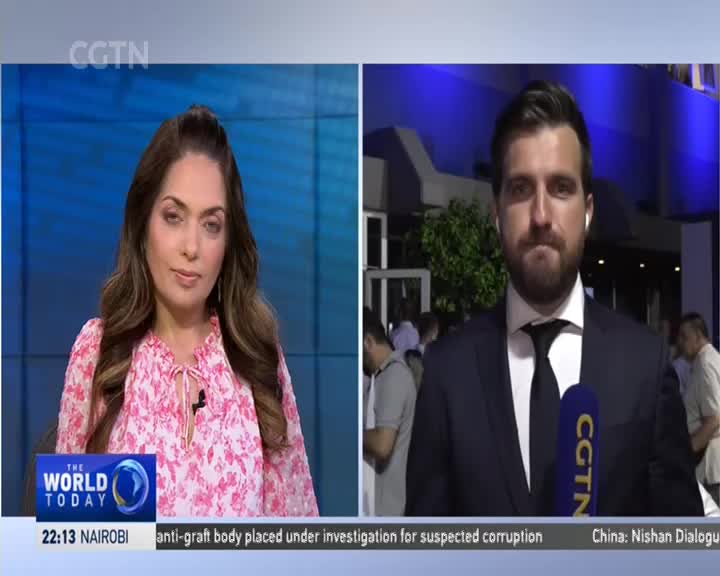 CGTN
CGTN
THE
WORLD
TODAY
22:13 NAIROBI
anti-graft body placed under investigation for suspected corruption
China: Nishan Dialogu